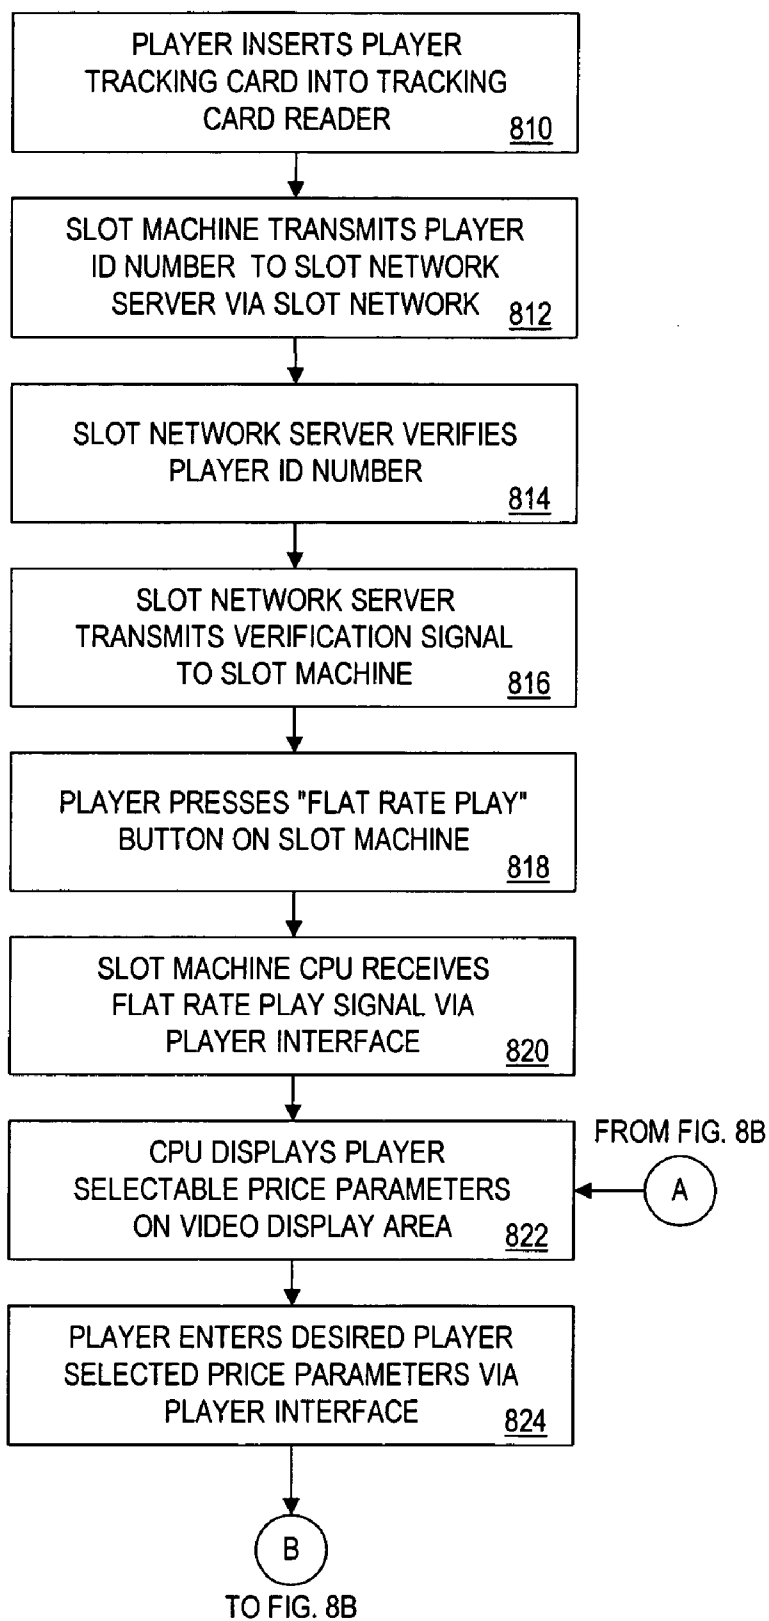 PLAYER INSERTS PLAYER
TRACKING CARD INTO TRACKING
CARD READER
810
SLOT MACHINE TRANSMITS PLAYER
ID NUMBER TO SLOT NETWORK
SERVER VIA SLOT NETWORK
812
SLOT NETWORK SERVER VERIFIES
PLAYER ID NUMBER
814
SLOT NETWORK SERVER
TRANSMITS VERIFICATION SIGNAL
TO SLOT MACHINE
816
PLAYER PRESSES "FLAT RATE PLAY"
BUTTON ON SLOT MACHINE
818
SLOT MACHINE CPU RECEIVES
FLAT RATE PLAY SIGNAL VIA
PLAYER INTERFACE
820
FROM FIG. 8B
A
CPU DISPLAYS PLAYER
SELECTABLE PRICE PARAMETERS
ON VIDEO DISPLAY AREA
822
PLAYER ENTERS DESIRED PLAYER
SELECTED PRICE PARAMETERS VIA
PLAYER INTERFACE
824
B
TO FIG. 8B